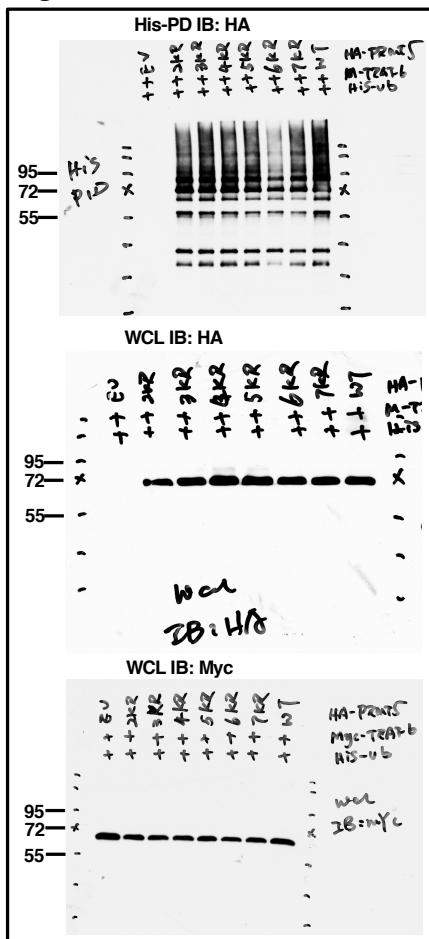 His-PD IB: HA
++EV
++2KR
++3KR
++4KR
++5KR
++6KR
++7KR
++WT
HA-PRMT5
M-TRAF6
His-ub
95
72
55
His
PD
WCL IB: HA
++EV
++2KR
++3KR
++4KR
++5KR
++6KR
++7KR
++WT
HA-
M-T
His
95
72
55
WCL
IB: HA
WCL IB: Myc
++EV
++2KR
++3KR
++4KR
++5KR
++6KR
++7KR
++WT
HA-PRMT5
Myc-TRAF6
His-ub
95
72
55
WCL
IB: myc